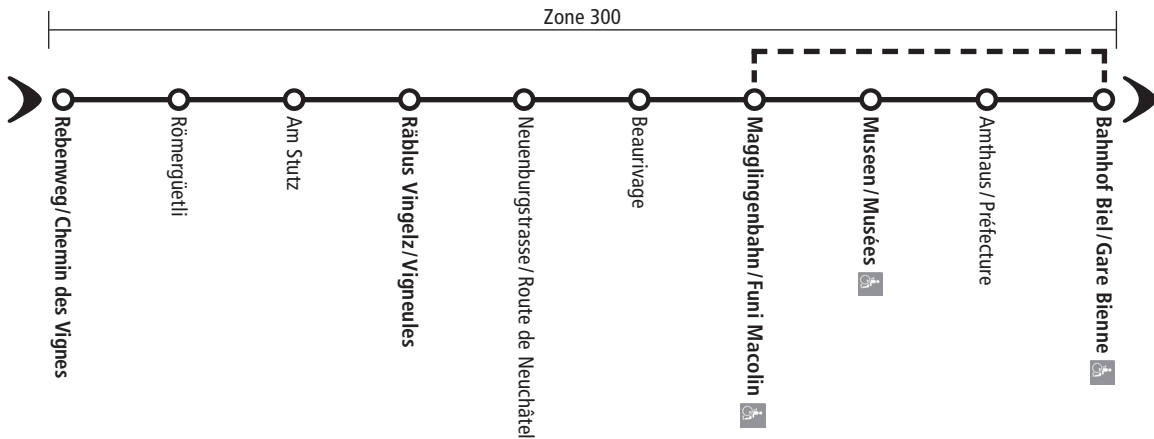 Zone 300
Rebenweg/Chemin des Vignes
Römergüetli
Am Stutz
Räblus Vingelz/Vigneules
Neuenburgstrasse/Route de Neuchâtel
Beaurivage
Magglingenbahn/Funi Macolin
Museen/Musées
Amthaus/Préfecture
Bahnhof Biel/Gare Bienne